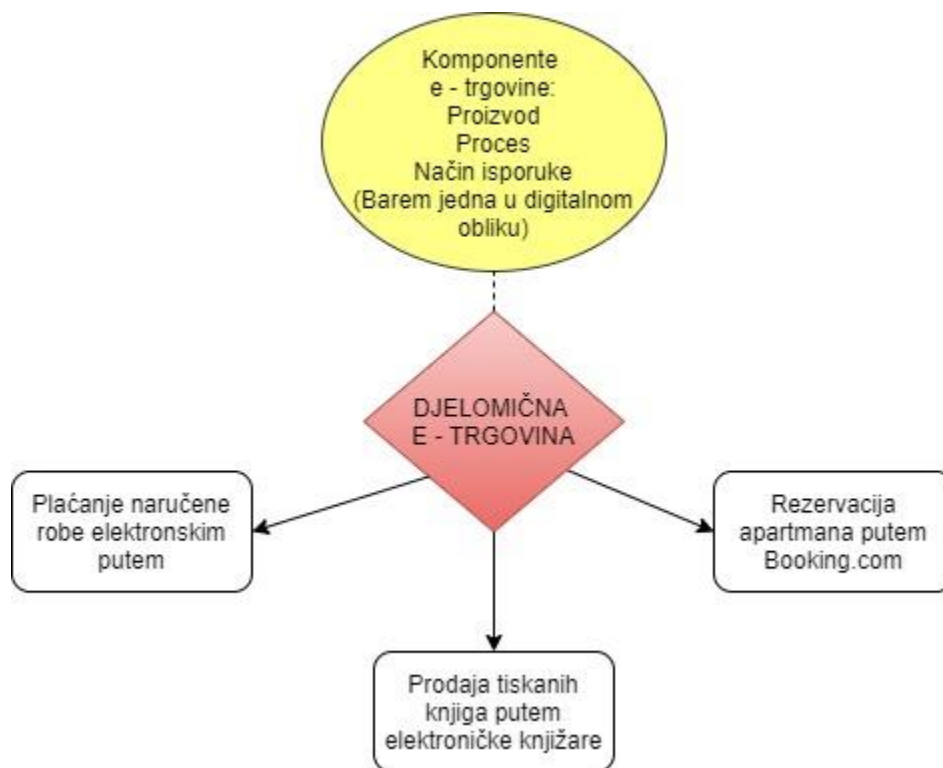 Komponente
e - trgovine:
Proizvod
Proces
Način isporuke
(Barem jedna u digitalnom
obliku)
DJELOMIČNA
E - TRGOVINA
Plaćanje naručene
robe elektronskim
putem
Rezervacija
apartmana putem
Booking.com
Prodaja tiskanih
knjiga putem
elektroničke knjižare